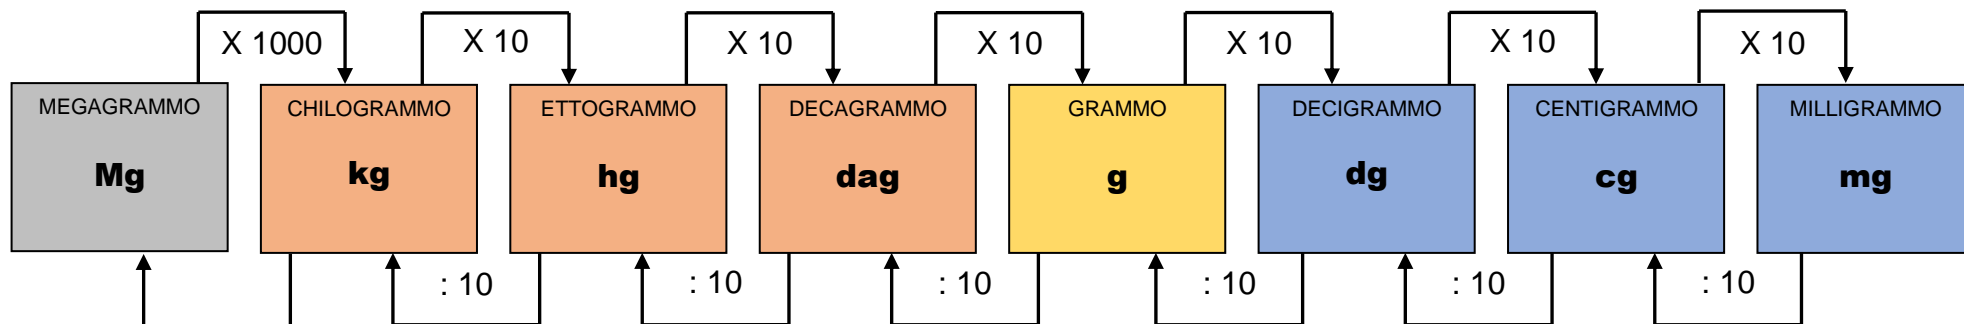 X 1000
X 10
X 10
X 10
X 10
X 10
X 10
MEGAGRAMMO
Mg
CHILOGRAMMO
kg
ETTOGRAMMO
hg
DECAGRAMMO
dag
GRAMMO
g
DECIGRAMMO
dg
CENTIGRAMMO
cg
MILLIGRAMMO
mg
: 10
: 10
: 10
: 10
: 10
: 10